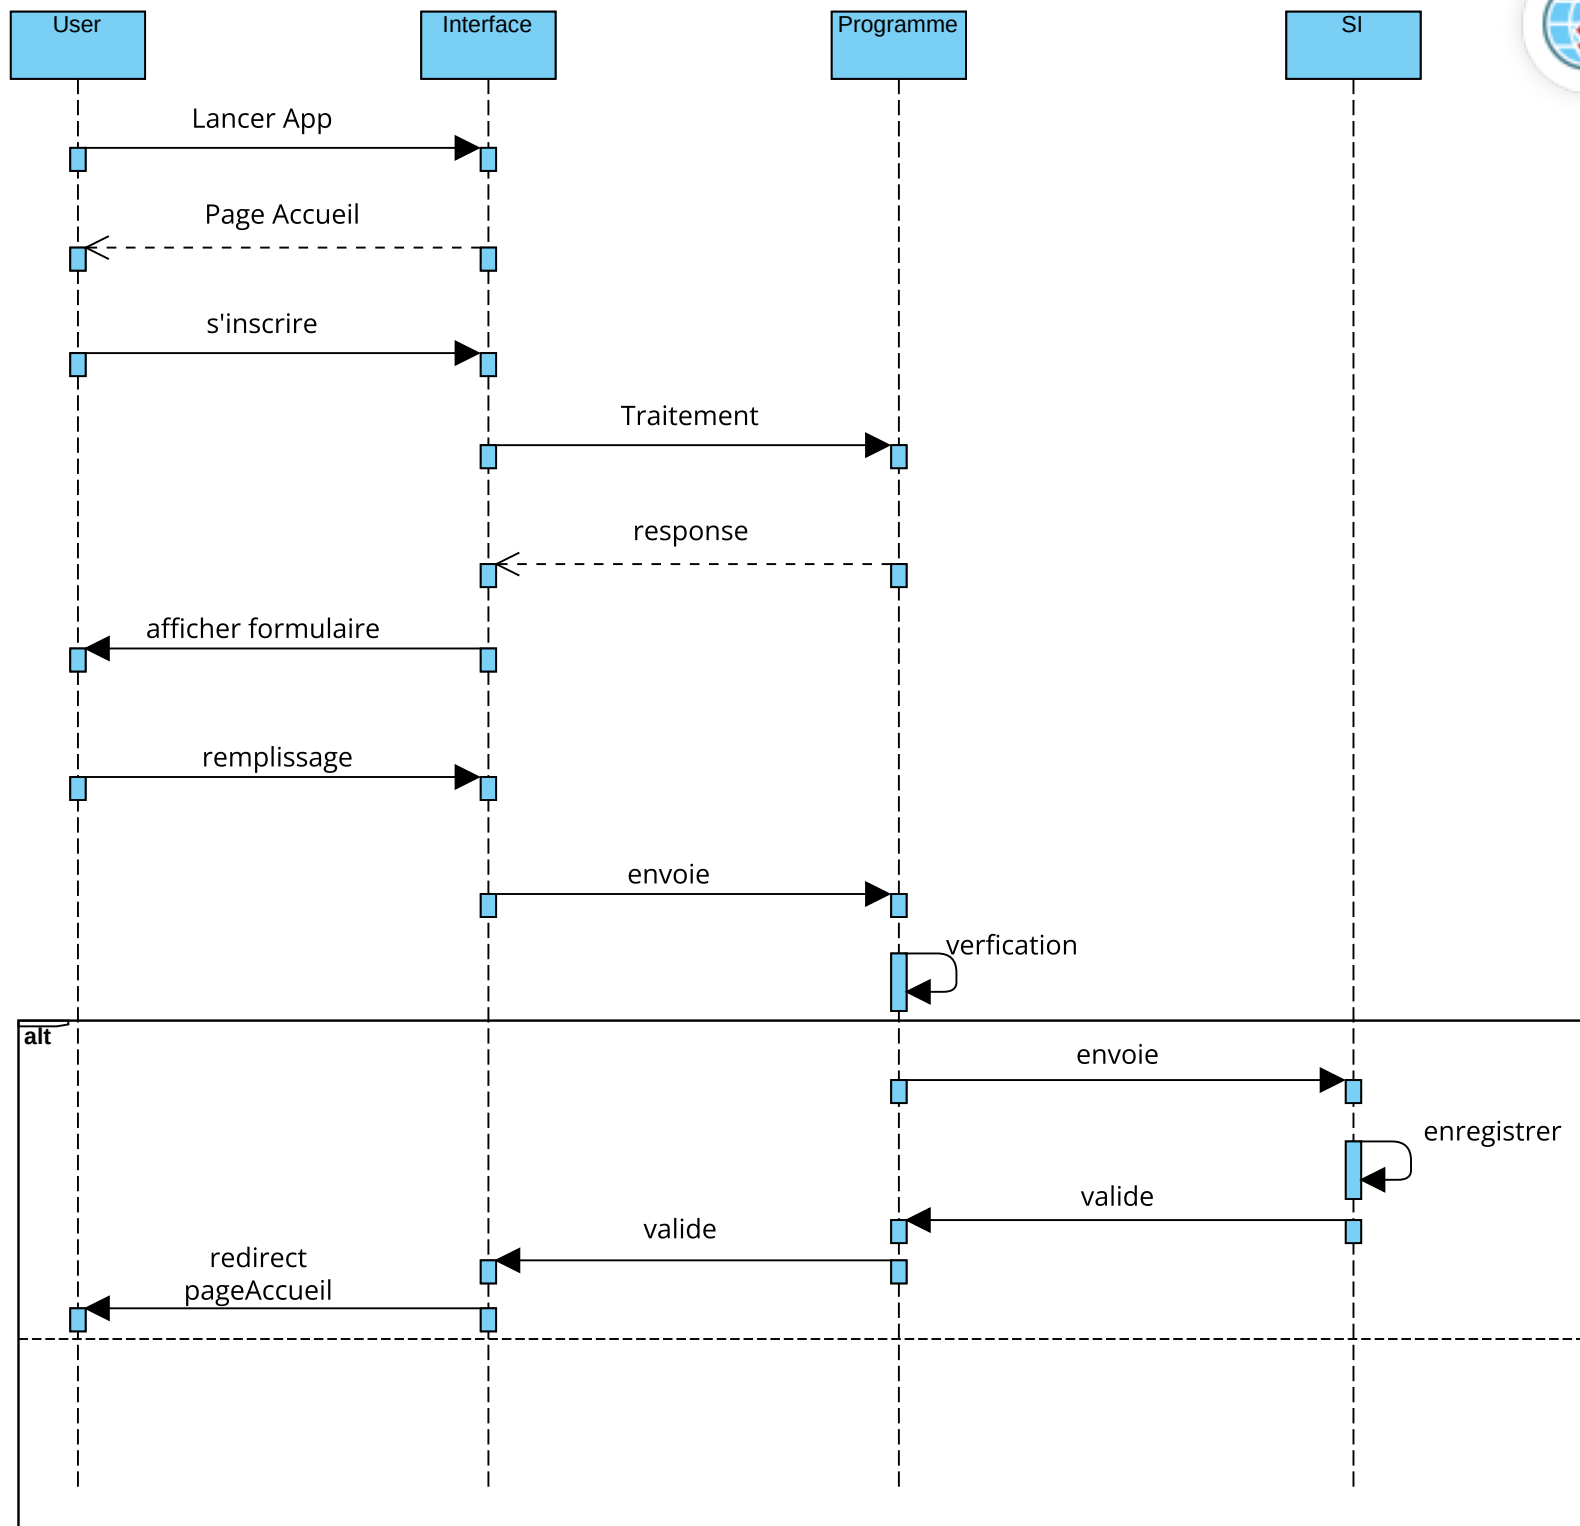 User
Interface
Programme
SI
Lancer App
Page Accueil
s'inscrire
Traitement
response
afficher formulaire
remplissage
envoie
verfication
alt
envoie
enregistrer
valide
valide
redirect
pageAccueil